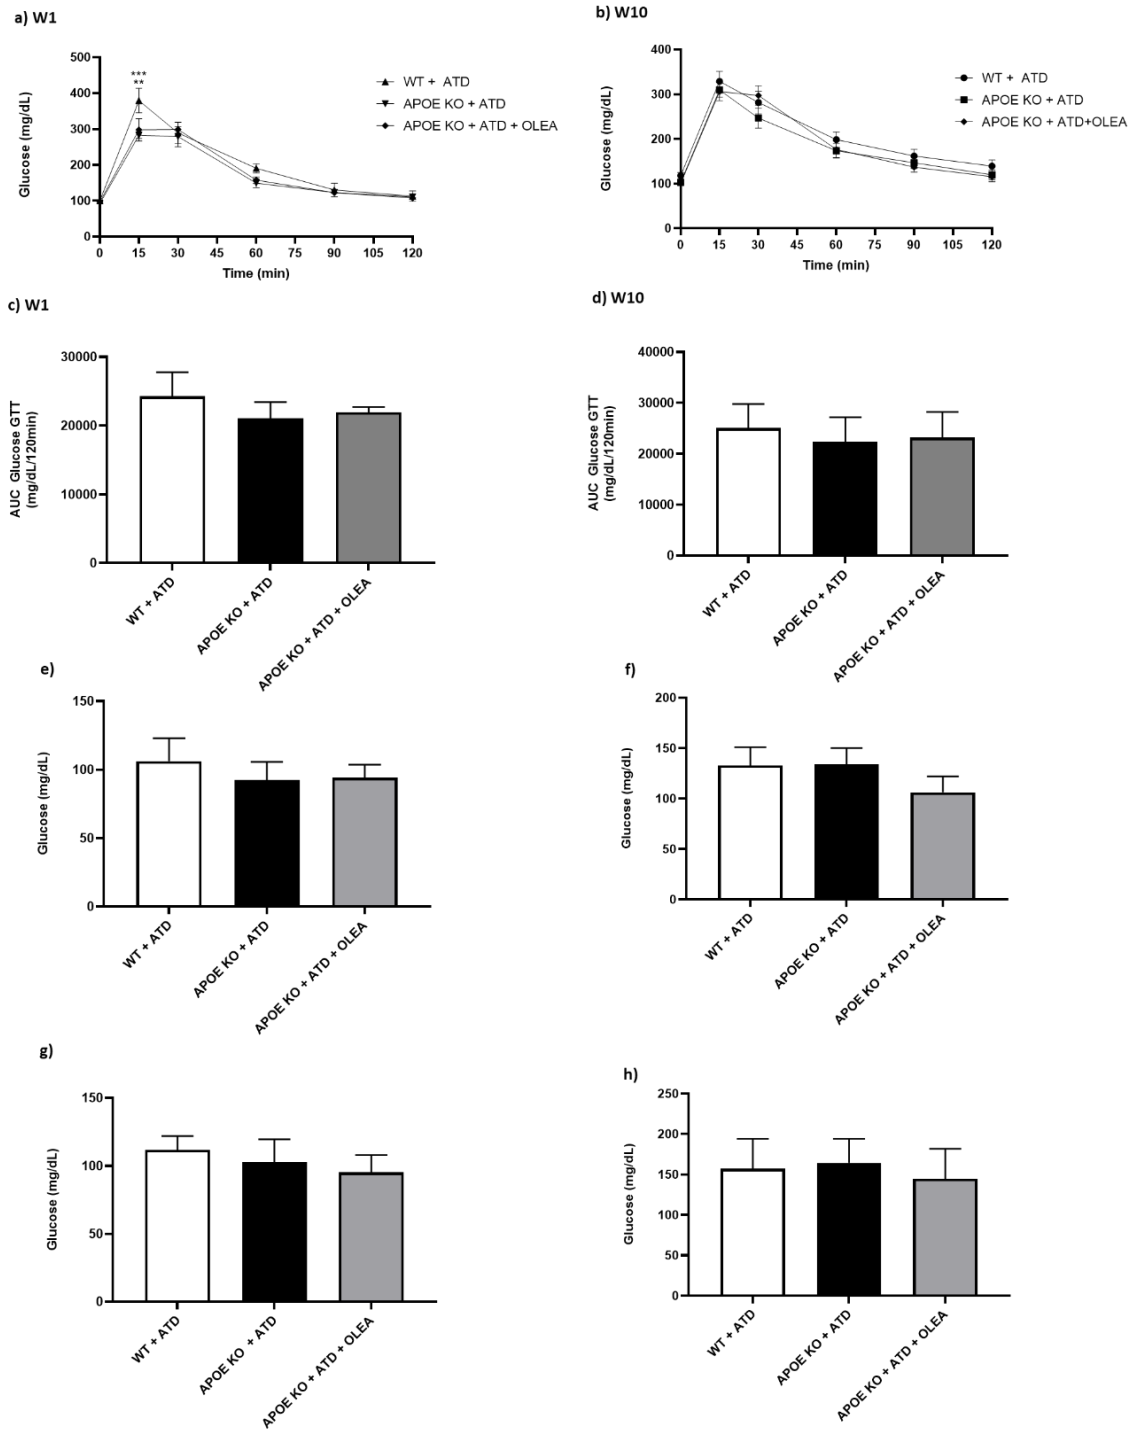 a) W1
500
400
300
200
100
0
Glucose (mg/dL)
***
**
WT + ATD
APOE KO + ATD
APOE KO + ATD + OLEA
0 15 30 45 60 75 90 105 120
Time (min)
b) W10
400
300
200
100
0
Glucose (mg/dL)
WT + ATD
APOE KO + ATD
APOE KO + ATD+OLEA
0 15 30 45 60 75 90 105 120
Time (min)
c) W1
30000
20000
10000
0
AUC Glucose GTT
(mg/dL/120min)
WT + ATD
APOE KO + ATD
APOE KO + ATD + OLEA
d) W10
40000
30000
20000
10000
0
AUC Glucose GTT
(mg/dL/120min)
WT + ATD
APOE KO + ATD
APOE KO + ATD + OLEA
e)
150
100
50
0
Glucose (mg/dL)
WT + ATD
APOE KO + ATD
APOE KO + ATD + OLEA
f)
200
150
100
50
0
Glucose (mg/dL)
WT + ATD
APOE KO + ATD
APOE KO + ATD + OLEA
g)
150
100
50
0
Glucose (mg/dL)
WT + ATD
APOE KO + ATD
APOE KO + ATD + OLEA
h)
250
200
150
100
50
0
Glucose (mg/dL)
WT + ATD
APOE KO + ATD
APOE KO + ATD + OLEA